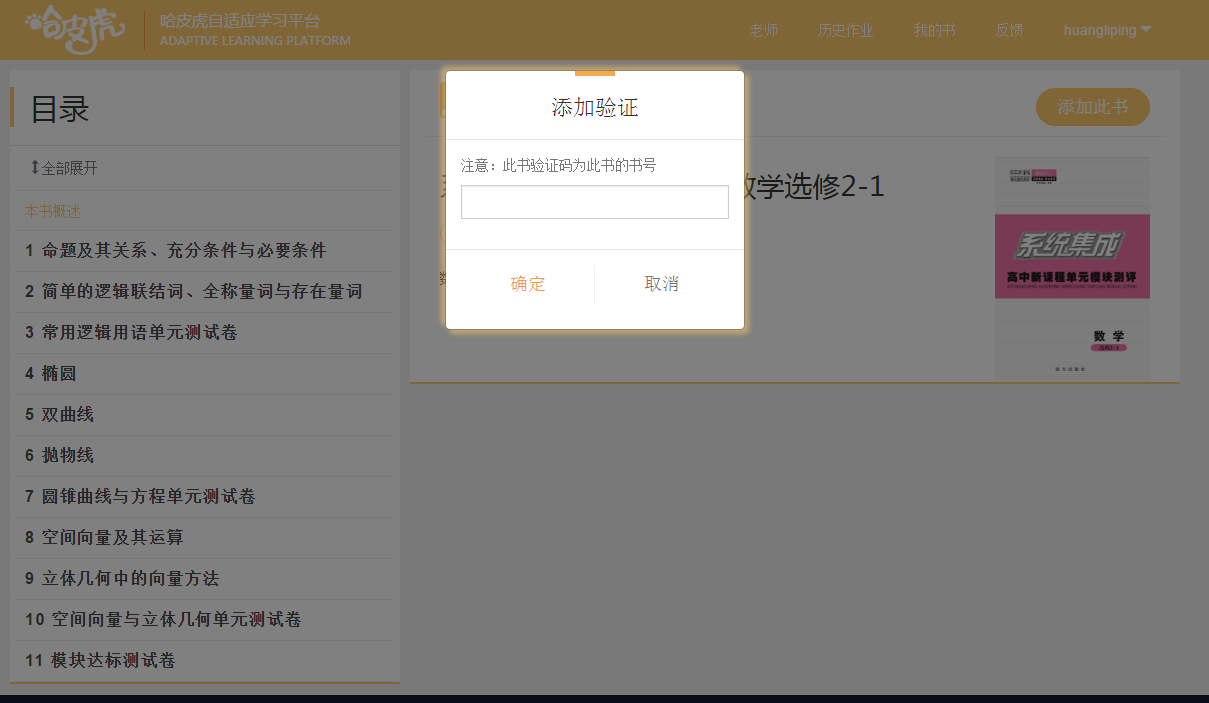 哈皮虎
哈皮虎自适应学习平台
ADAPTIVE LEARNING PLATFORM
老师
历史作业
我的书
反馈
huangliping
目录
全部展开
本书概述
1 命题及其关系、充分条件与必要条件
2 简单的逻辑联结词、全称量词与存在量词
3 常用逻辑用语单元测试卷
4 椭圆
5 双曲线
6 抛物线
7 圆锥曲线与方程单元测试卷
8 空间向量及其运算
9 立体几何中的向量方法
10 空间向量与立体几何单元测试卷
11 模块达标测试卷
添加验证
注意：此书验证码为此书的书号
确定
取消
添加此书
数学选修2-1
系统集成
高中新课程单元模块测评
数 学
选修2-1